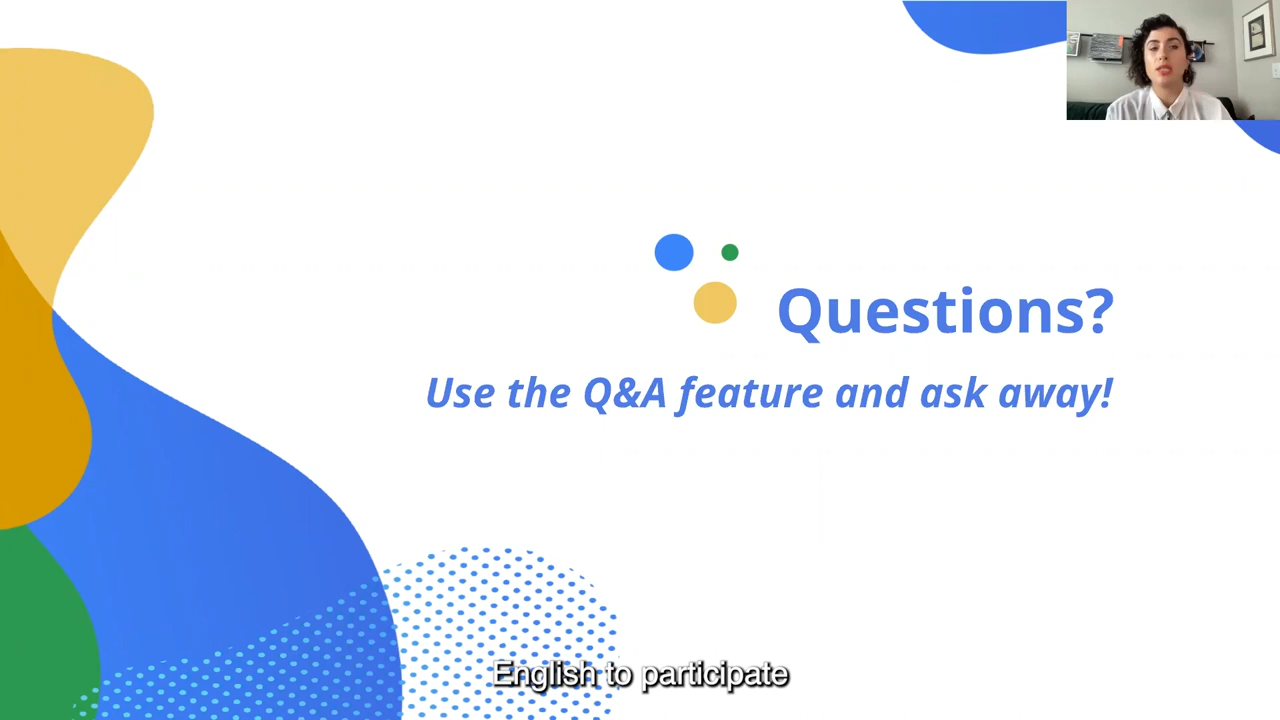 Questions?
Use the Q&A feature and ask away!
English to participate